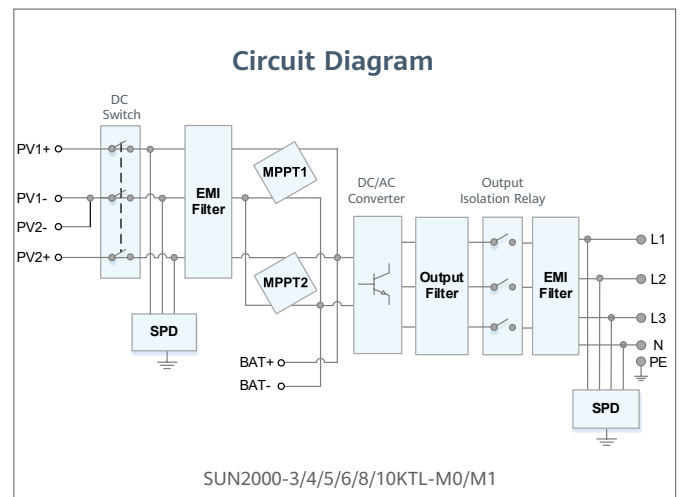 Circuit Diagram
DC
Switch
PV1+
PV1-
PV2-
PV2+
EMI
Filter
MPPT1
MPPT2
SPD
BAT+
BAT-
DC/AC
Converter
Output
Filter
Output
Isolation Relay
EMI
Filter
L1
L2
L3
N
PE
SPD
SUN2000-3/4/5/6/8/10KTL-M0/M1